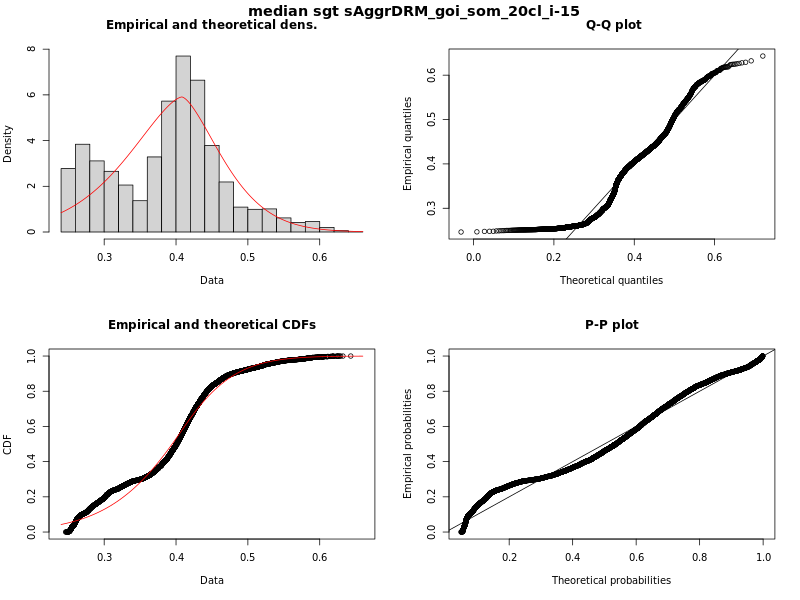 median sgt sAggrDRM_goi_som_20cl_i-15
Empirical and theoretical dens.
Density
0 2 4 6 8
0.3 0.4 0.5 0.6
Data
Q-Q plot
Empirical quantiles
0.3 0.4 0.5 0.6
0.0 0.2 0.4 0.6
Theoretical quantiles
Empirical and theoretical CDFs
CDF
0.0 0.2 0.4 0.6 0.8 1.0
0.3 0.4 0.5 0.6
Data
P-P plot
Empirical probabilities
0.0 0.2 0.4 0.6 0.8 1.0
0.2 0.4 0.6 0.8 1.0
Theoretical probabilities